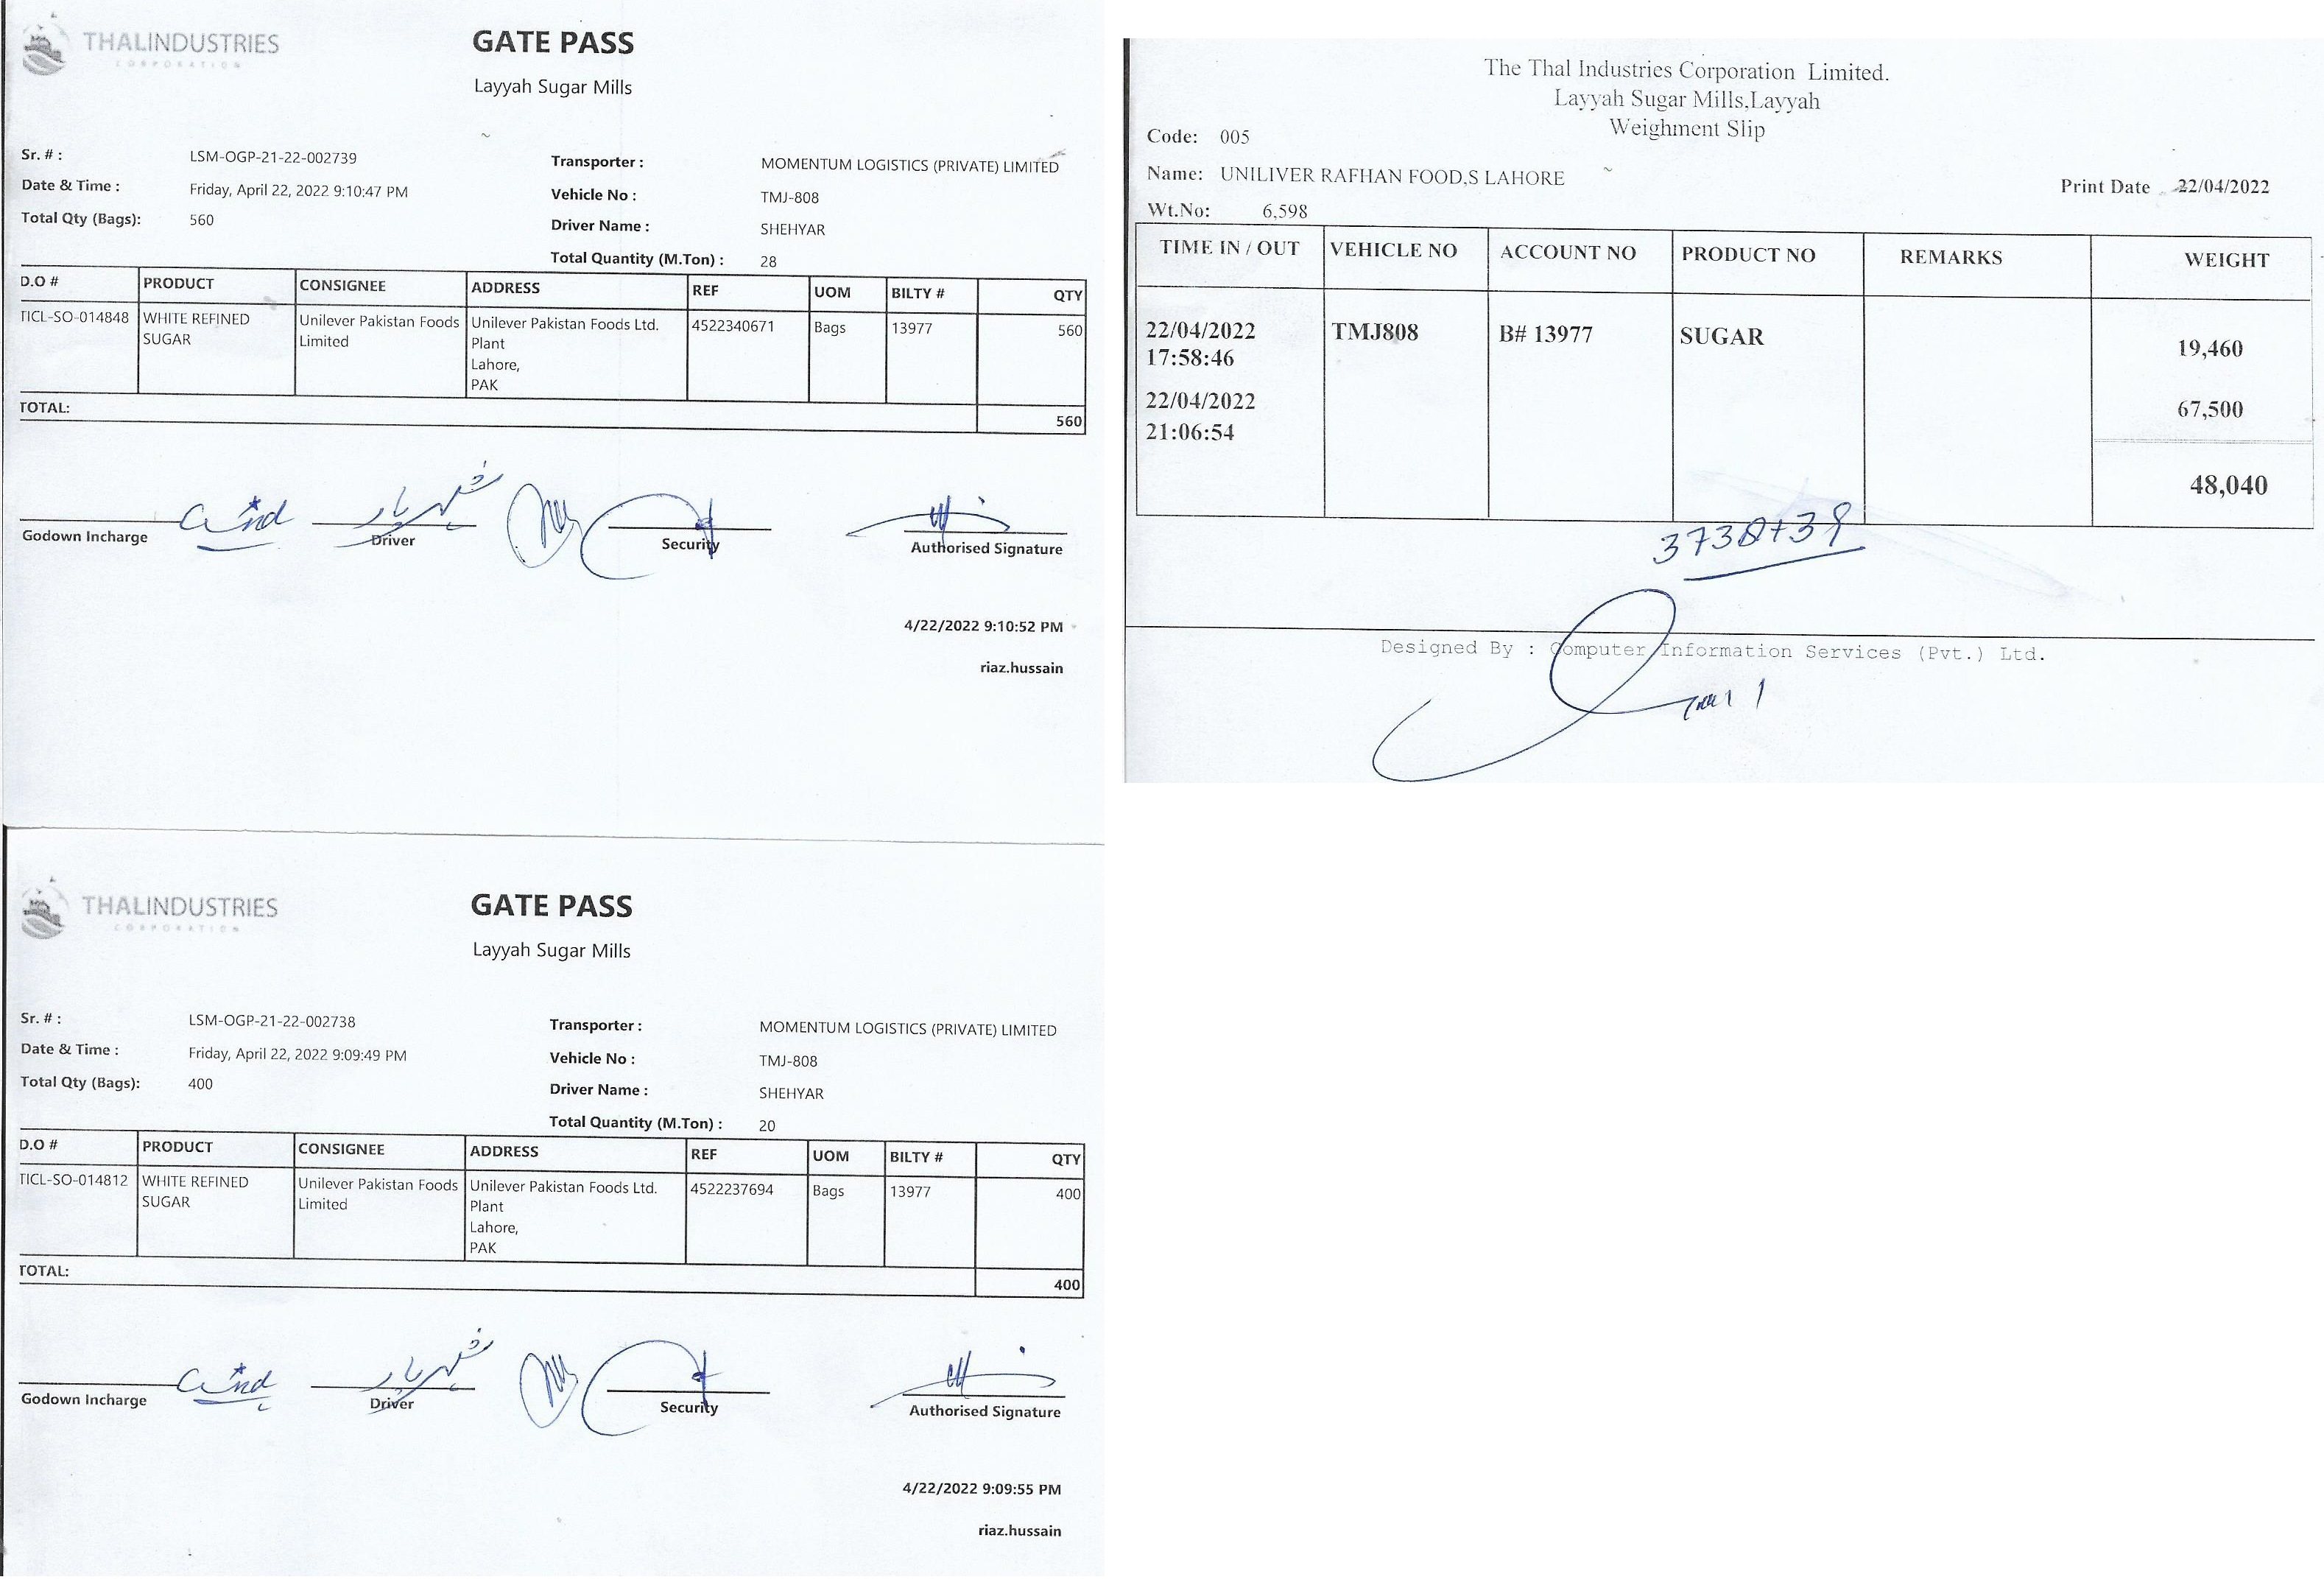 THALINDUSTRIES
CORPORATION
GATE PASS
Layyah Sugar Mills
Sr. # : LSM-OGP-21-22-002739
Date & Time : Friday, April 22, 2022 9:10:47 PM
Total Qty (Bags): 560
Transporter : MOMENTUM LOGISTICS (PRIVATE) LIMITED
Vehicle No : TMJ-808
Driver Name : SHEHYAR
Total Quantity (M.Ton) : 28
D.O # PRODUCT CONSIGNEE ADDRESS REF UOM BILTY # QTY
TICL-SO-014848 WHITE REFINED Unilever Pakistan Foods Unilever Pakistan Foods Ltd. 4522340671 Bags 13977 560
SUGAR Limited Plant
Lahore,
PAK
TOTAL:
560
شہریار
Godown Incharge Driver Security Authorised Signature
4/22/2022 9:10:52 PM
riaz.hussain
THALINDUSTRIES
CORPORATION
GATE PASS
Layyah Sugar Mills
Sr. # : LSM-OGP-21-22-002738
Date & Time : Friday, April 22, 2022 9:09:49 PM
Total Qty (Bags): 400
Transporter : MOMENTUM LOGISTICS (PRIVATE) LIMITED
Vehicle No : TMJ-808
Driver Name : SHEHYAR
Total Quantity (M.Ton) : 20
D.O # PRODUCT CONSIGNEE ADDRESS REF UOM BILTY # QTY
TICL-SO-014812 WHITE REFINED Unilever Pakistan Foods Unilever Pakistan Foods Ltd. 4522237694 Bags 13977 400
SUGAR Limited Plant
Lahore,
PAK
TOTAL:
400
شہریار
Godown Incharge Driver Security Authorised Signature
4/22/2022 9:09:55 PM
riaz.hussain
The Thal Industries Corporation Limited.
Layyah Sugar Mills,Layyah
Weighment Slip
Code: 005
Name: UNILIVER RAFHAN FOOD,S LAHORE
Print Date 22/04/2022
Wt.No: 6,598
TIME IN / OUT VEHICLE NO ACCOUNT NO PRODUCT NO REMARKS WEIGHT
22/04/2022 TMJ808 B# 13977 SUGAR 19,460
17:58:46
22/04/2022 67,500
21:06:54
48,040
3738+39
Designed By : Computer Information Services (Pvt.) Ltd.